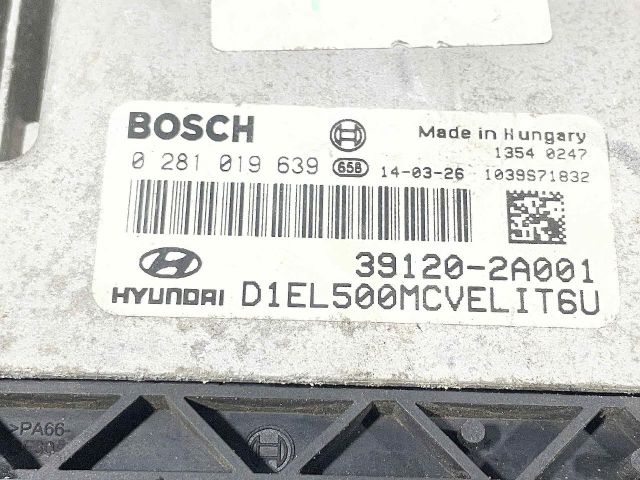 BOSCH
Made in Hungary
1354 0247
0 281 019 639 658 14-03-26 1039S71832
39120-2A001
HYUNDAI D1EL500MCVELIT6U
>PA66-